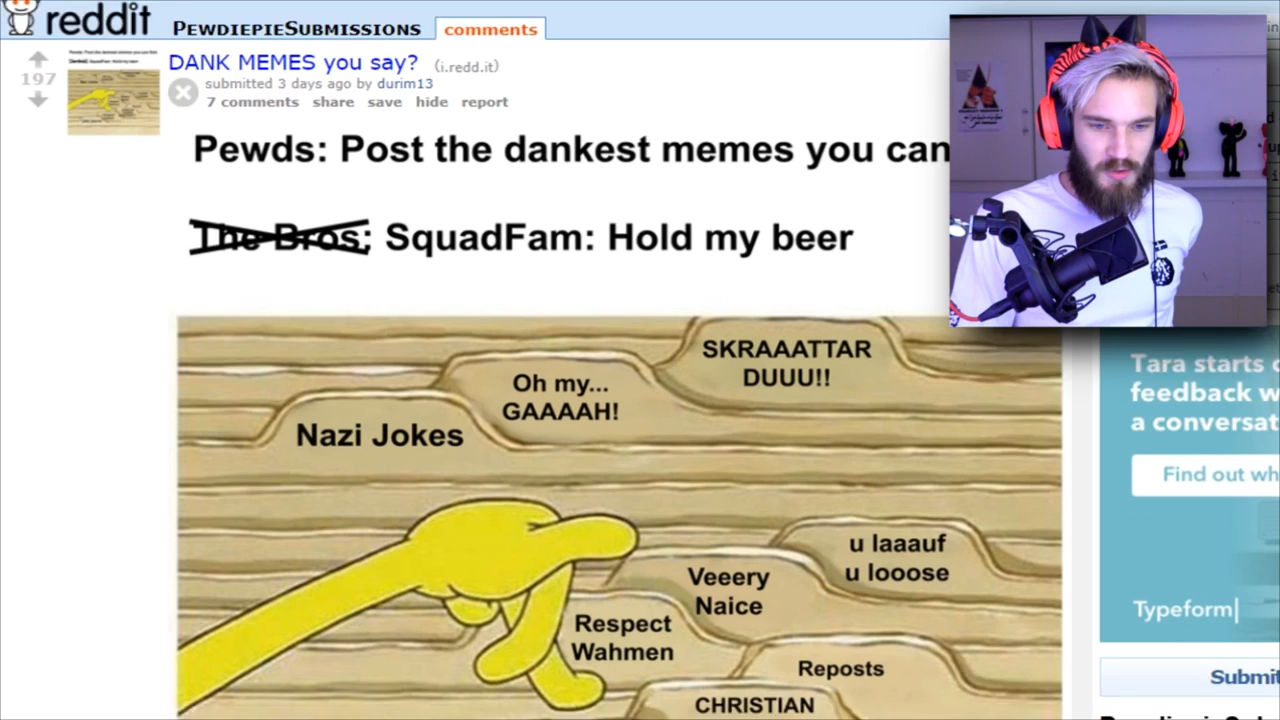 reddit PEWDIEPIESUBMISSIONS comments
197
DANK MEMES you say? (i.redd.it)
submitted 3 days ago by durim13
7 comments share save hide report
Pewds: Post the dankest memes you can
The Bros: SquadFam: Hold my beer
SKRAAATTAR
DUUU!!
Oh my...
GAAAAH!
Nazi Jokes
u laaauf
u looose
Veeery
Naice
Respect
Wahmen
Reposts
CHRISTIAN
Tara starts
feedback
a conversat
Find out wh
Typeform|
Submit